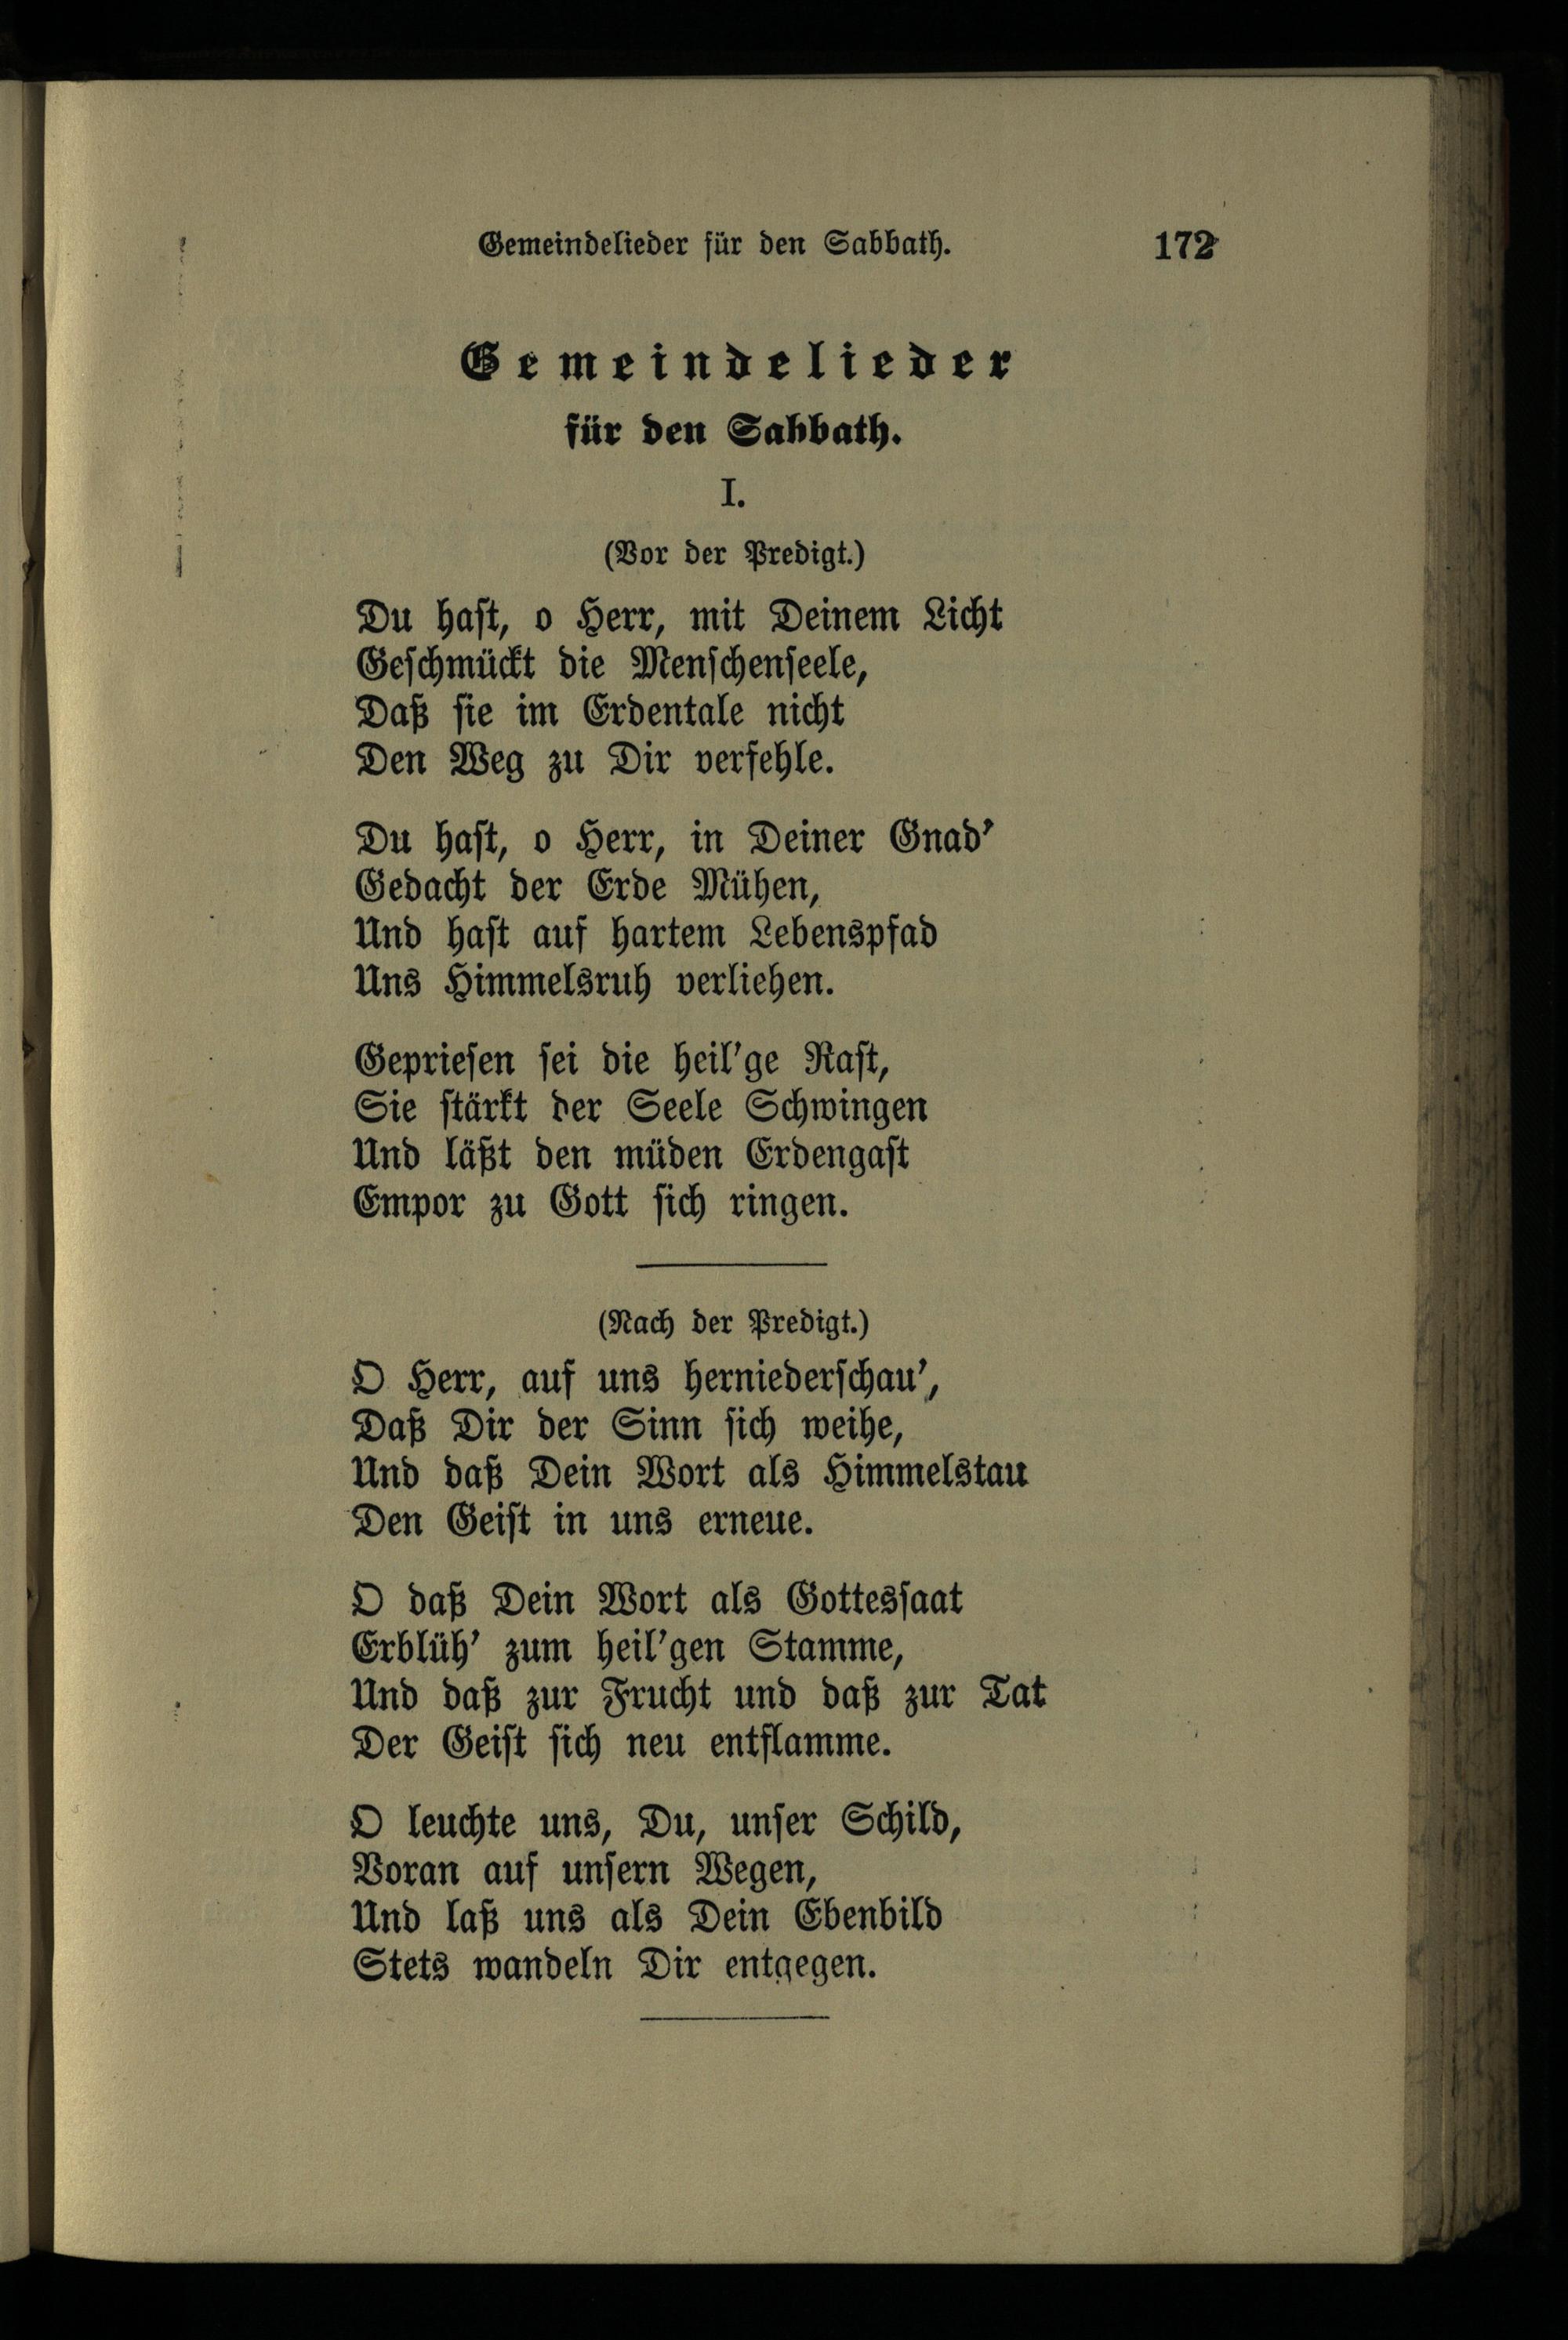 Gemeindelieder für den Sabbath. 172
Gemeindelieder
für den Sabbath.
I.
(Vor der Predigt.)
Du hast, o Herr, mit Deinem Licht
Geschmückt die Menschenseele,
Daß sie im Erdentale nicht
Den Weg zu Dir verfehle.
Du hast, o Herr, in Deiner Gnad’
Gedacht der Erde Mühen,
Und hast auf hartem Lebenspfad
Uns Himmelsruh verliehen.
Gepriesen sei die heil’ge Rast,
Sie stärkt der Seele Schwingen
Und läßt den müden Erdengast
Empor zu Gott sich ringen.
(Nach der Predigt.)
O Herr, auf uns herniederschau’,
Daß Dir der Sinn sich weihe,
Und daß Dein Wort als Himmelstau
Den Geist in uns erneue.
O daß Dein Wort als Gottessaat
Erblüh’ zum heil’gen Stamme,
Und daß zur Frucht und daß zur Tat
Der Geist sich neu entflamme.
O leuchte uns, Du, unser Schild,
Voran auf unsern Wegen,
Und laß uns als Dein Ebenbild
Stets wandeln Dir entgegen.